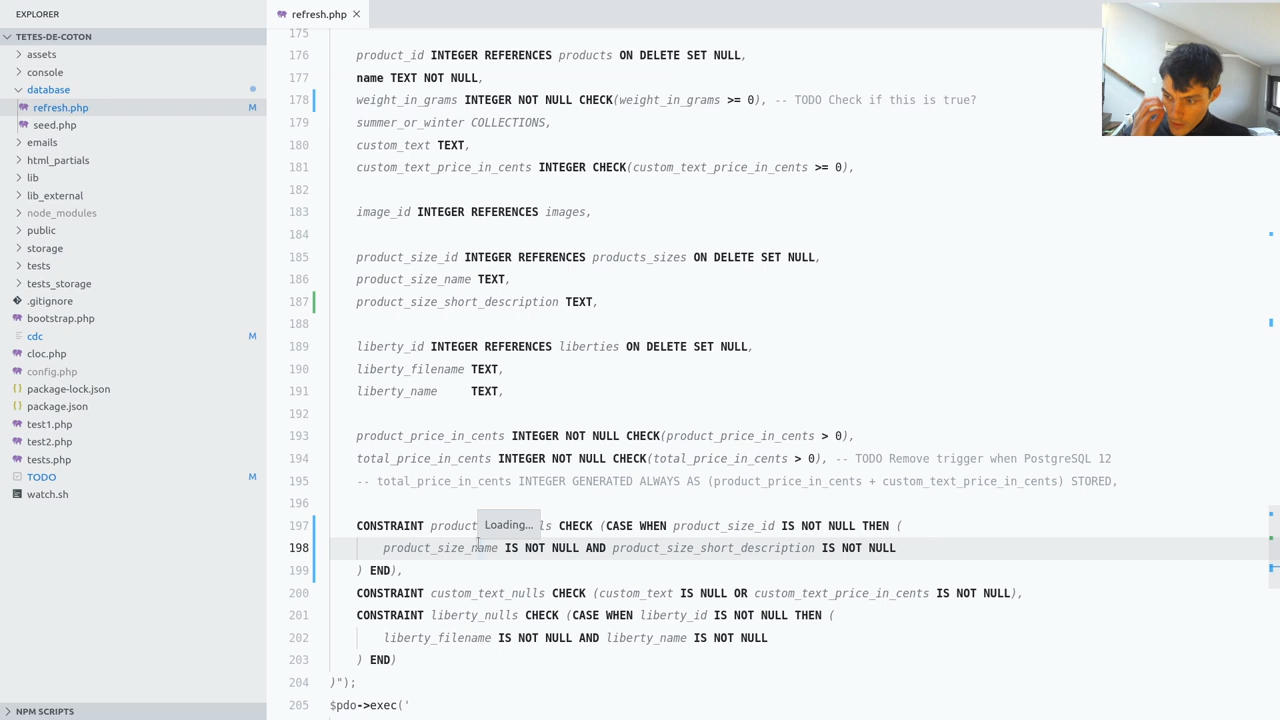 EXPLORER
TETES-DE-COTON
assets
console
database
refresh.php M
seed.php
emails
html_partials
lib
lib_external
node_modules
public
storage
tests
tests_storage
.gitignore
bootstrap.php
cdc M
cloc.php
config.php
package-lock.json
package.json
test1.php
test2.php
tests.php
TODO M
watch.sh
NPM SCRIPTS
refresh.php
175
176 product_id INTEGER REFERENCES products ON DELETE SET NULL,
177 name TEXT NOT NULL,
178 weight_in_grams INTEGER NOT NULL CHECK(weight_in_grams >= 0), -- TODO Check if this is true?
179 summer_or_winter COLLECTIONS,
180 custom_text TEXT,
181 custom_text_price_in_cents INTEGER CHECK(custom_text_price_in_cents >= 0),
182
183 image_id INTEGER REFERENCES images,
184
185 product_size_id INTEGER REFERENCES products_sizes ON DELETE SET NULL,
186 product_size_name TEXT,
187 product_size_short_description TEXT,
188
189 liberty_id INTEGER REFERENCES liberties ON DELETE SET NULL,
190 liberty_filename TEXT,
191 liberty_name TEXT,
192
193 product_price_in_cents INTEGER NOT NULL CHECK(product_price_in_cents > 0),
194 total_price_in_cents INTEGER NOT NULL CHECK(total_price_in_cents > 0), -- TODO Remove trigger when PostgreSQL 12
195 -- total_price_in_cents INTEGER GENERATED ALWAYS AS (product_price_in_cents + custom_text_price_in_cents) STORED,
196
197 CONSTRAINT product Loading... ls CHECK (CASE WHEN product_size_id IS NOT NULL THEN (
198 product_size_name IS NOT NULL AND product_size_short_description IS NOT NULL
199 ) END),
200 CONSTRAINT custom_text_nulls CHECK (custom_text IS NULL OR custom_text_price_in_cents IS NOT NULL),
201 CONSTRAINT liberty_nulls CHECK (CASE WHEN liberty_id IS NOT NULL THEN (
202 liberty_filename IS NOT NULL AND liberty_name IS NOT NULL
203 ) END)
204 )");
205 $pdo->exec('